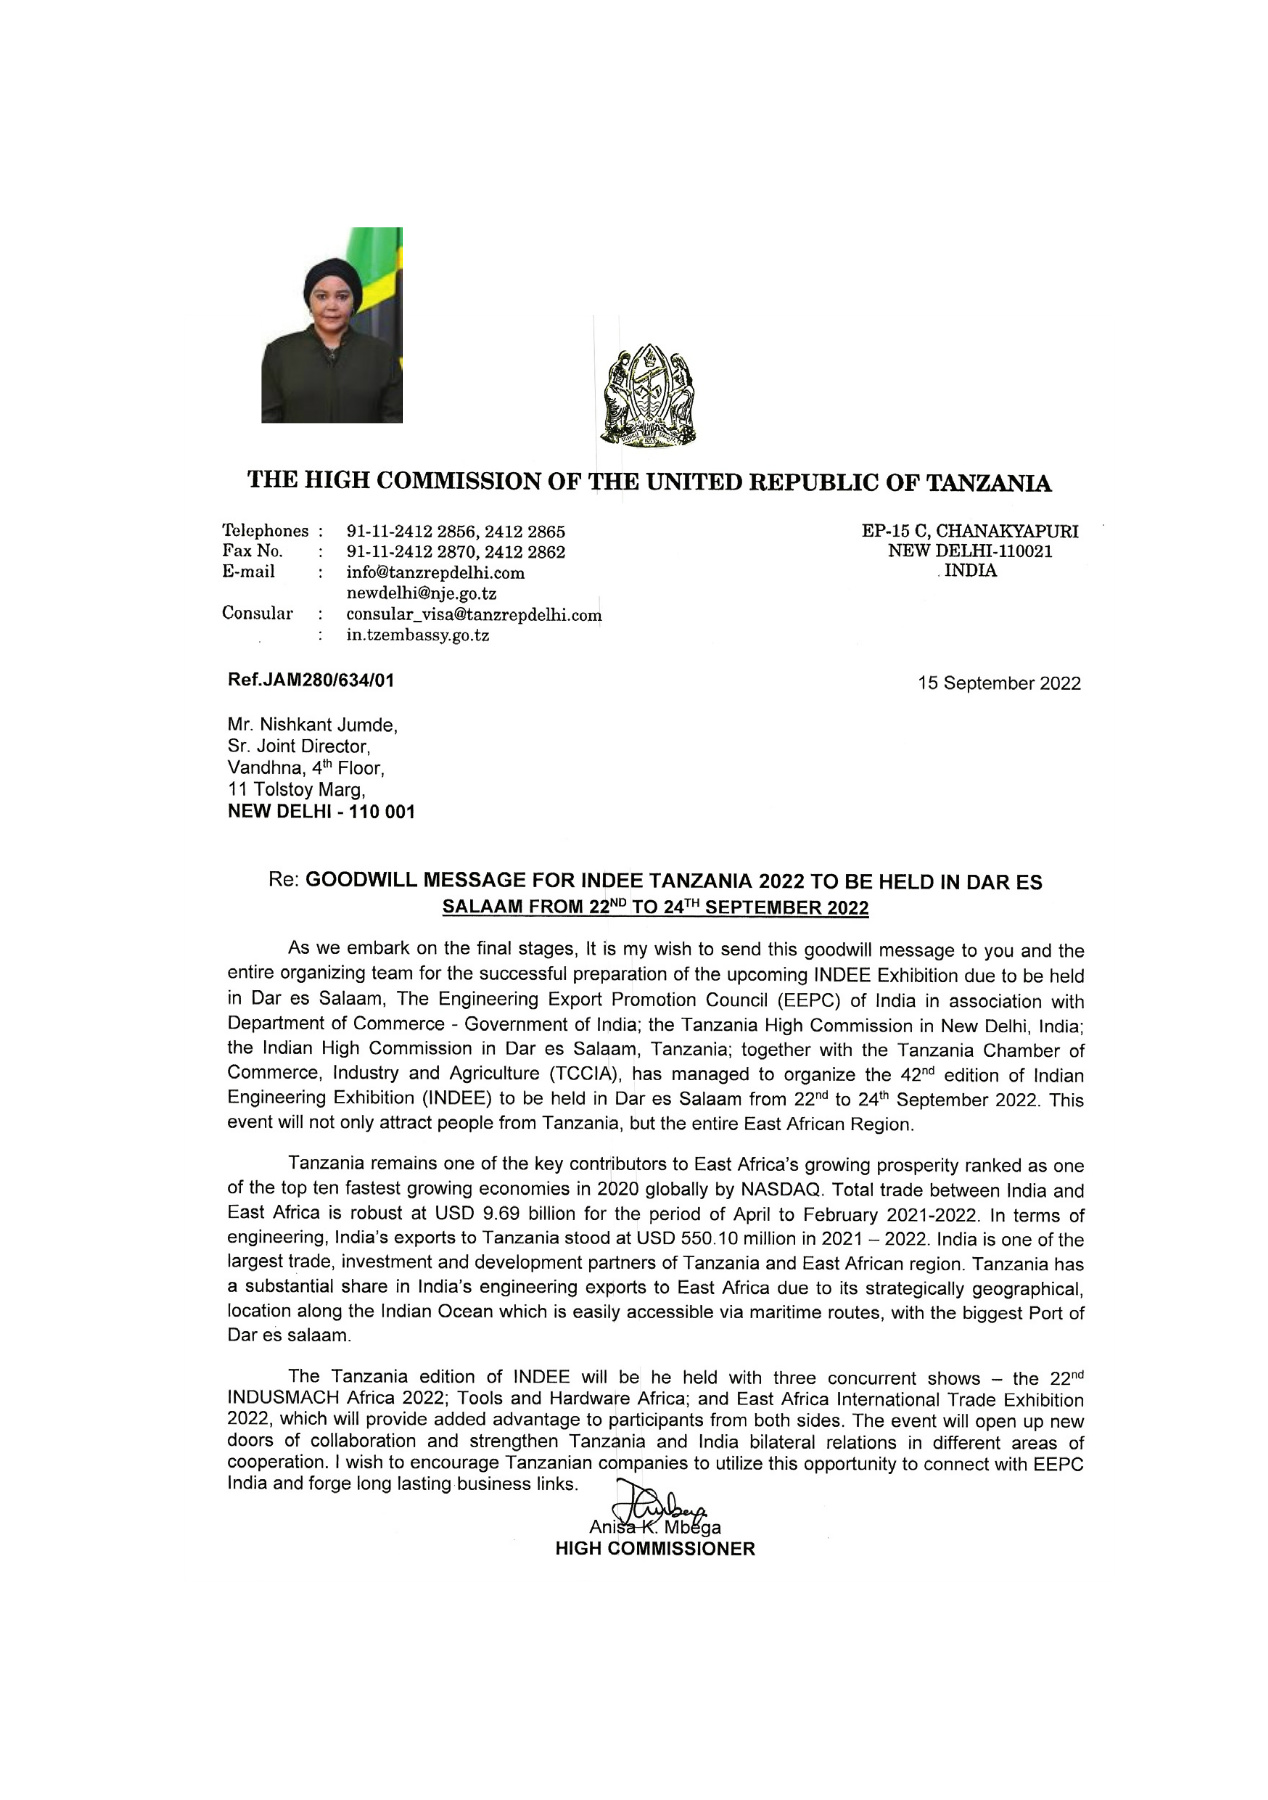 THE HIGH COMMISSION OF THE UNITED REPUBLIC OF TANZANIA
Telephones : 91-11-2412 2856, 2412 2865
Fax No. : 91-11-2412 2870, 2412 2862
E-mail : info@tanzrepdelhi.com
newdelhi@nje.go.tz
Consular : consular_visa@tanzrepdelhi.com
: in.tzembassy.go.tz
EP-15 C, CHANAKYAPURI
NEW DELHI-110021
INDIA
Ref.JAM280/634/01
15 September 2022
Mr. Nishkant Jumde,
Sr. Joint Director,
Vandhna, 4th Floor,
11 Tolstoy Marg,
NEW DELHI - 110 001
Re: GOODWILL MESSAGE FOR INDEE TANZANIA 2022 TO BE HELD IN DAR ES
SALAAM FROM 22ND TO 24TH SEPTEMBER 2022
As we embark on the final stages, It is my wish to send this goodwill message to you and the
entire organizing team for the successful preparation of the upcoming INDEE Exhibition due to be held
in Dar es Salaam, The Engineering Export Promotion Council (EEPC) of India in association with
Department of Commerce - Government of India; the Tanzania High Commission in New Delhi, India;
the Indian High Commission in Dar es Salaam, Tanzania; together with the Tanzania Chamber of
Commerce, Industry and Agriculture (TCCIA), has managed to organize the 42nd edition of Indian
Engineering Exhibition (INDEE) to be held in Dar es Salaam from 22nd to 24th September 2022. This
event will not only attract people from Tanzania, but the entire East African Region.
Tanzania remains one of the key contributors to East Africa's growing prosperity ranked as one
of the top ten fastest growing economies in 2020 globally by NASDAQ. Total trade between India and
East Africa is robust at USD 9.69 billion for the period of April to February 2021-2022. In terms of
engineering, India's exports to Tanzania stood at USD 550.10 million in 2021 – 2022. India is one of the
largest trade, investment and development partners of Tanzania and East African region. Tanzania has
a substantial share in India's engineering exports to East Africa due to its strategically geographical,
location along the Indian Ocean which is easily accessible via maritime routes, with the biggest Port of
Dar es salaam.
The Tanzania edition of INDEE will be he held with three concurrent shows – the 22nd
INDUSMACH Africa 2022; Tools and Hardware Africa; and East Africa International Trade Exhibition
2022, which will provide added advantage to participants from both sides. The event will open up new
doors of collaboration and strengthen Tanzania and India bilateral relations in different areas of
cooperation. I wish to encourage Tanzanian companies to utilize this opportunity to connect with EEPC
India and forge long lasting business links.
Anisa K. Mbega
HIGH COMMISSIONER